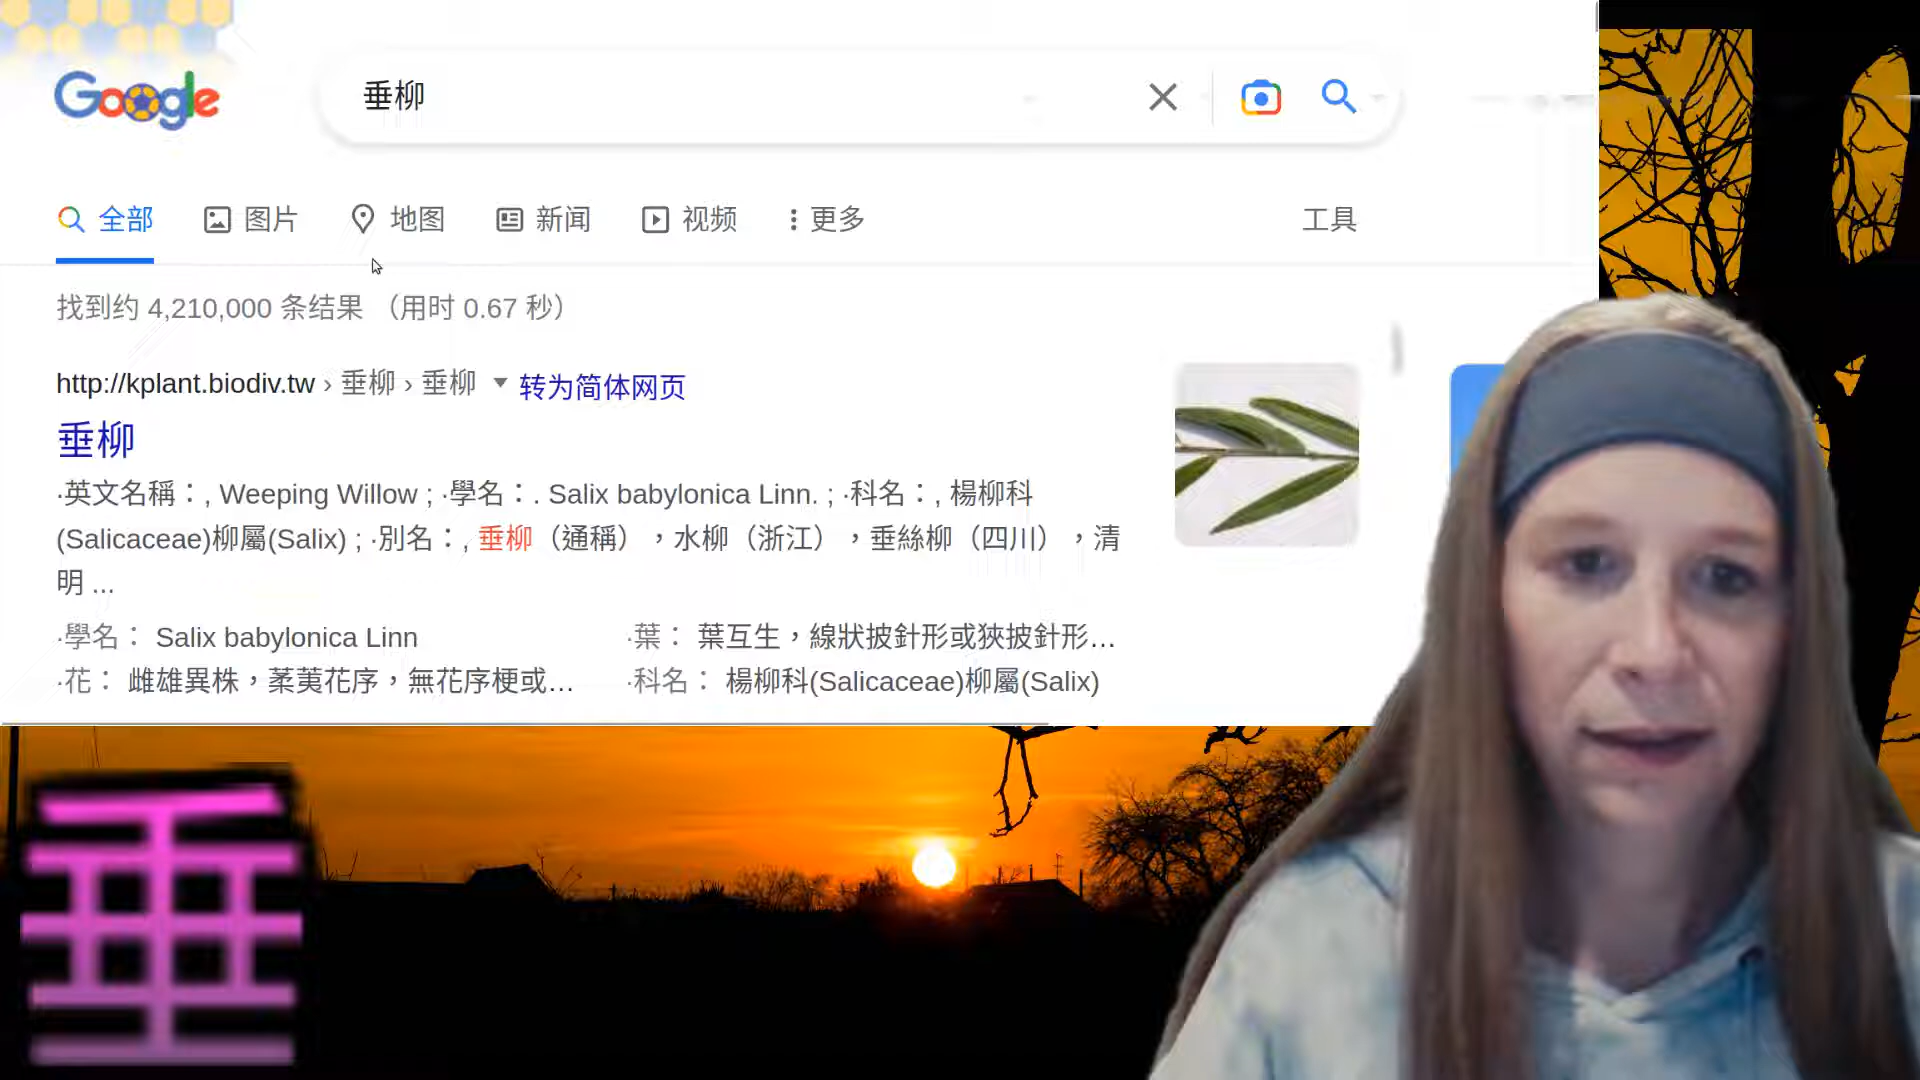 Google
垂柳
全部 图片 地图 新闻 视频 更多 工具
找到约 4,210,000 条结果 （用时 0.67 秒）
http://kplant.biodiv.tw › 垂柳 › 垂柳 转为简体网页
垂柳
·英文名稱：, Weeping Willow ; ·學名：. Salix babylonica Linn. ; ·科名：, 楊柳科
(Salicaceae)柳屬(Salix) ; ·別名：, 垂柳（通稱），水柳（浙江），垂絲柳（四川），清
明 ...
·學名： Salix babylonica Linn ·葉： 葉互生，線狀披針形或狹披針形...
·花： 雌雄異株，葇荑花序，無花序梗或... ·科名： 楊柳科(Salicaceae)柳屬(Salix)
垂